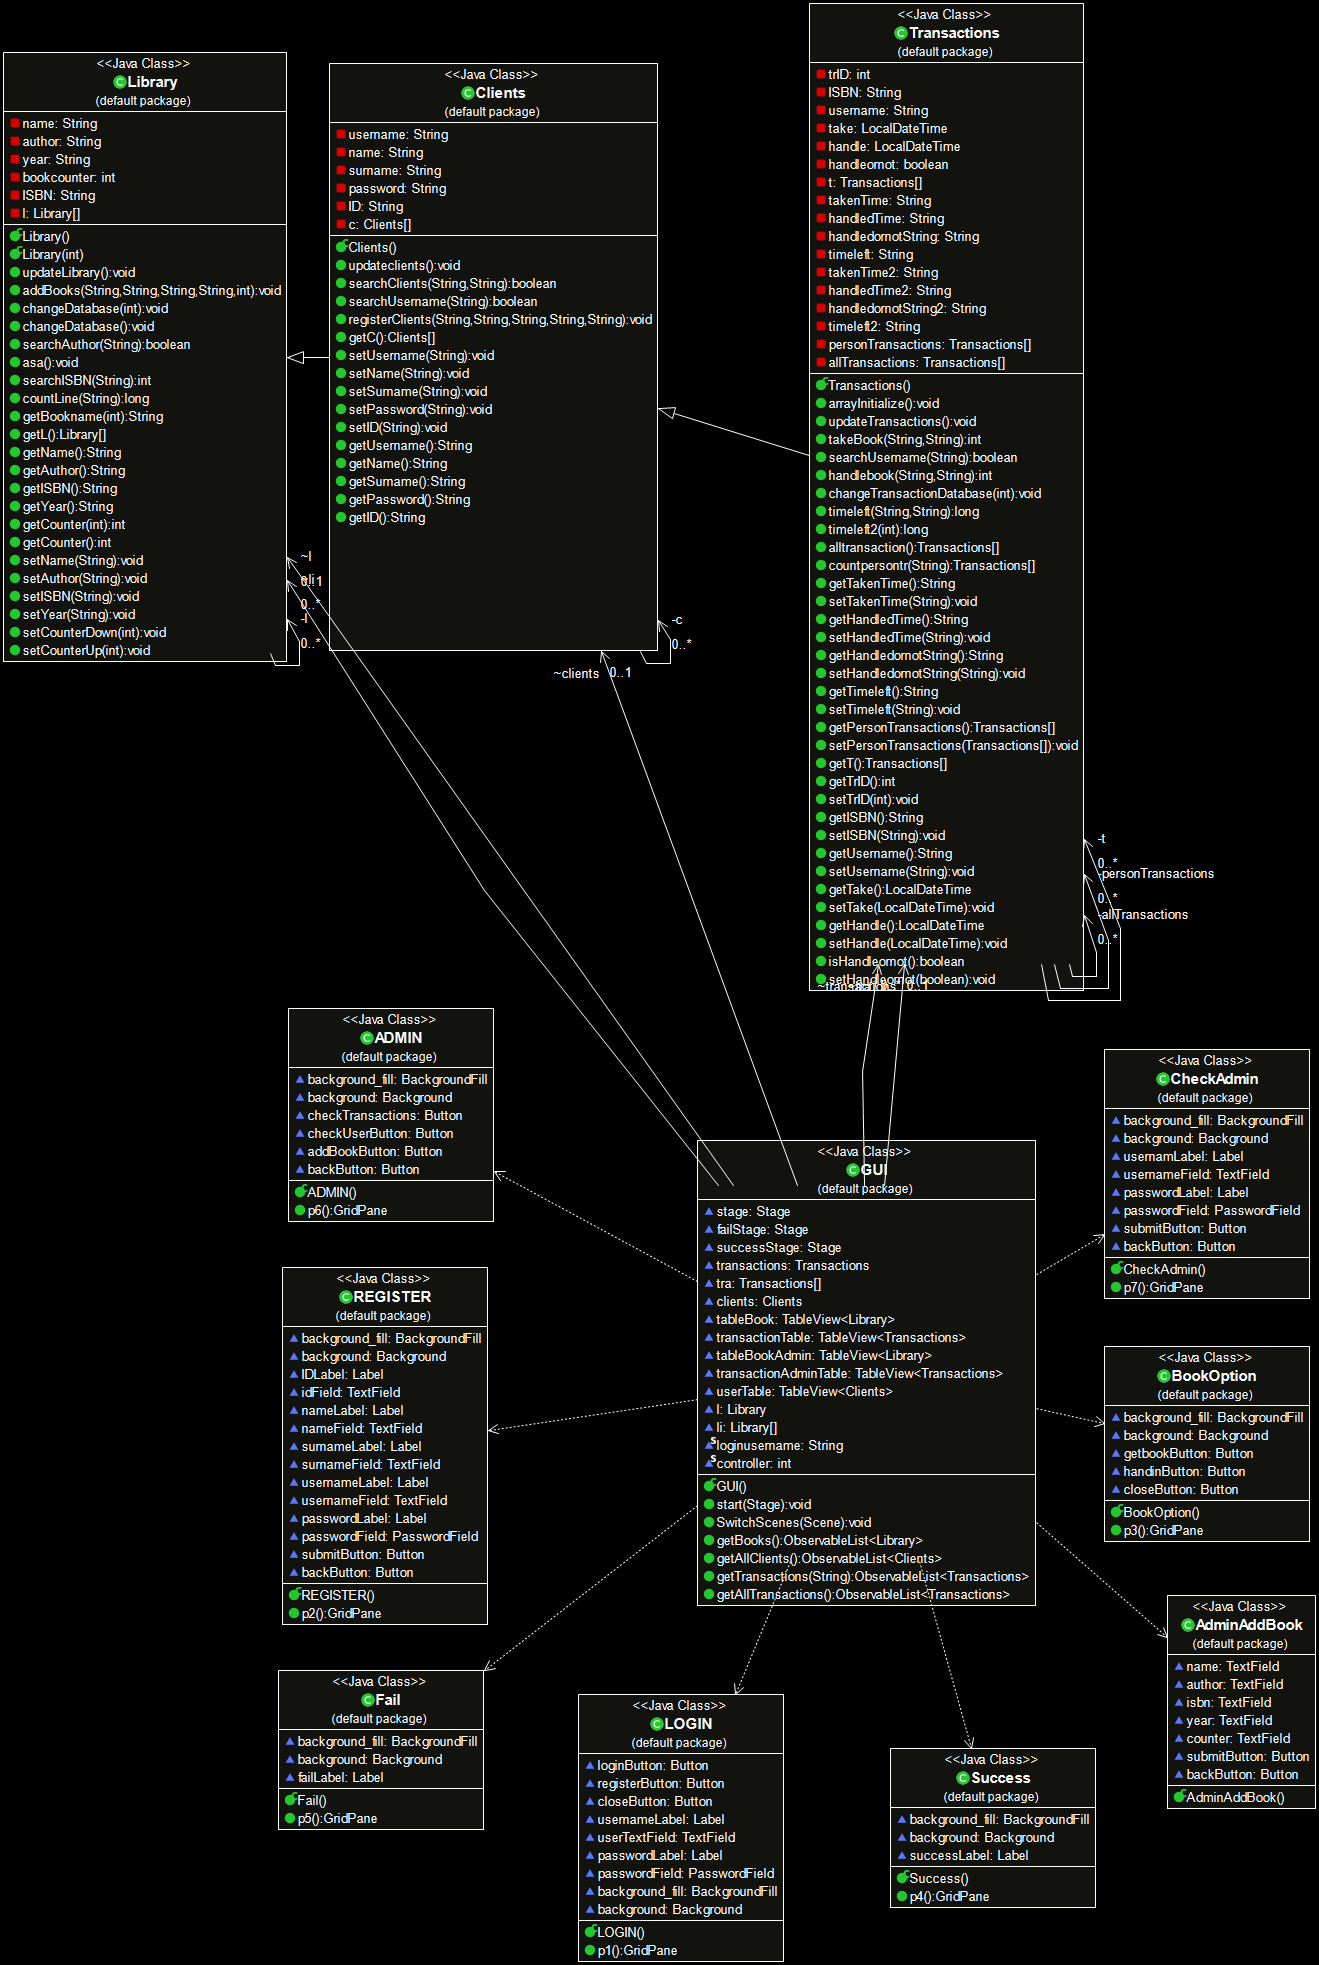 <<Java Class>>
Library
(default package)
name: String
author: String
year: String
bookcounter: int
ISBN: String
l: Library[]
Library()
Library(int)
updateLibrary():void
addBooks(String,String,String,String,int):void
changeDatabase(int):void
changeDatabase():void
searchAuthor(String):boolean
asa():void
searchISBN(String):int
countLine(String):long
getBookname(int):String
getL():Library[]
getName():String
getAuthor():String
getISBN():String
getYear():String
getCounter(int):int
getCounter():int
setName(String):void
setAuthor(String):void
setISBN(String):void
setYear(String):void
setCounterDown(int):void
setCounterUp(int):void
~l
0..1
~li
0..*
-l
0..*
<<Java Class>>
Clients
(default package)
username: String
name: String
surname: String
password: String
ID: String
c: Clients[]
Clients()
updateclients():void
searchClients(String,String):boolean
searchUsername(String):boolean
registerClients(String,String,String,String,String):void
getC():Clients[]
setUsername(String):void
setName(String):void
setSurname(String):void
setPassword(String):void
setID(String):void
getUsername():String
getName():String
getSurname():String
getPassword():String
getID():String
-c
0..*
~clients
0..1
<<Java Class>>
Transactions
(default package)
trID: int
ISBN: String
username: String
take: LocalDateTime
handle: LocalDateTime
handleornot: boolean
t: Transactions[]
takenTime: String
handledTime: String
handledornotString: String
timeleft: String
takenTime2: String
handledTime2: String
handledornotString2: String
timeleft2: String
personTransactions: Transactions[]
allTransactions: Transactions[]
Transactions()
arrayInitialize():void
updateTransactions():void
takeBook(String,String):int
searchUsername(String):boolean
handlebook(String,String):int
changeTransactionDatabase(int):void
timeleft(String,String):long
timeleft2(int):long
alltransaction():Transactions[]
countpersontr(String):Transactions[]
getTakenTime():String
setTakenTime(String):void
getHandledTime():String
setHandledTime(String):void
getHandledornotString():String
setHandledornotString(String):void
getTimeleft():String
setTimeleft(String):void
getPersonTransactions():Transactions[]
setPersonTransactions(Transactions[]):void
getT():Transactions[]
getTrID():int
setTrID(int):void
getISBN():String
setISBN(String):void
getUsername():String
setUsername(String):void
getTake():LocalDateTime
setTake(LocalDateTime):void
getHandle():LocalDateTime
setHandle(LocalDateTime):void
isHandleornot():boolean
setHandleornot(boolean):void
0..1
-t
0..*
-personTransactions
0..*
-allTransactions
0..*
<<Java Class>>
ADMIN
(default package)
background_fill: BackgroundFill
background: Background
checkTransactions: Button
checkUserButton: Button
addBookButton: Button
backButton: Button
ADMIN()
p6():GridPane
<<Java Class>>
REGISTER
(default package)
background_fill: BackgroundFill
background: Background
IDLabel: Label
idField: TextField
nameLabel: Label
nameField: TextField
surnameLabel: Label
surnameField: TextField
usernameLabel: Label
usernameField: TextField
passwordLabel: Label
passwordField: PasswordField
submitButton: Button
backButton: Button
REGISTER()
p2():GridPane
<<Java Class>>
GUI
(default package)
stage: Stage
failStage: Stage
successStage: Stage
transactions: Transactions
tra: Transactions[]
clients: Clients
tableBook: TableView<Library>
transactionTable: TableView<Transactions>
tableBookAdmin: TableView<Library>
transactionAdminTable: TableView<Transactions>
userTable: TableView<Clients>
l: Library
li: Library[]
loginusername: String
controller: int
GUI()
start(Stage):void
SwitchScenes(Scene):void
getBooks():ObservableList<Library>
getAllClients():ObservableList<Clients>
getTransactions(String):ObservableList<Transactions>
getAllTransactions():ObservableList<Transactions>
<<Java Class>>
CheckAdmin
(default package)
background_fill: BackgroundFill
background: Background
usernamLabel: Label
usernameField: TextField
passwordLabel: Label
passwordField: PasswordField
submitButton: Button
backButton: Button
CheckAdmin()
p7():GridPane
<<Java Class>>
BookOption
(default package)
background_fill: BackgroundFill
background: Background
getbookButton: Button
handinButton: Button
closeButton: Button
BookOption()
p3():GridPane
<<Java Class>>
AdminAddBook
(default package)
name: TextField
author: TextField
isbn: TextField
year: TextField
counter: TextField
submitButton: Button
backButton: Button
AdminAddBook()
<<Java Class>>
Fail
(default package)
background_fill: BackgroundFill
background: Background
failLabel: Label
Fail()
p5():GridPane
<<Java Class>>
LOGIN
(default package)
loginButton: Button
registerButton: Button
closeButton: Button
usernameLabel: Label
userTextField: TextField
passwordLabel: Label
passwordField: PasswordField
background_fill: BackgroundFill
background: Background
LOGIN()
p1():GridPane
<<Java Class>>
Success
(default package)
background_fill: BackgroundFill
background: Background
successLabel: Label
Success()
p4():GridPane